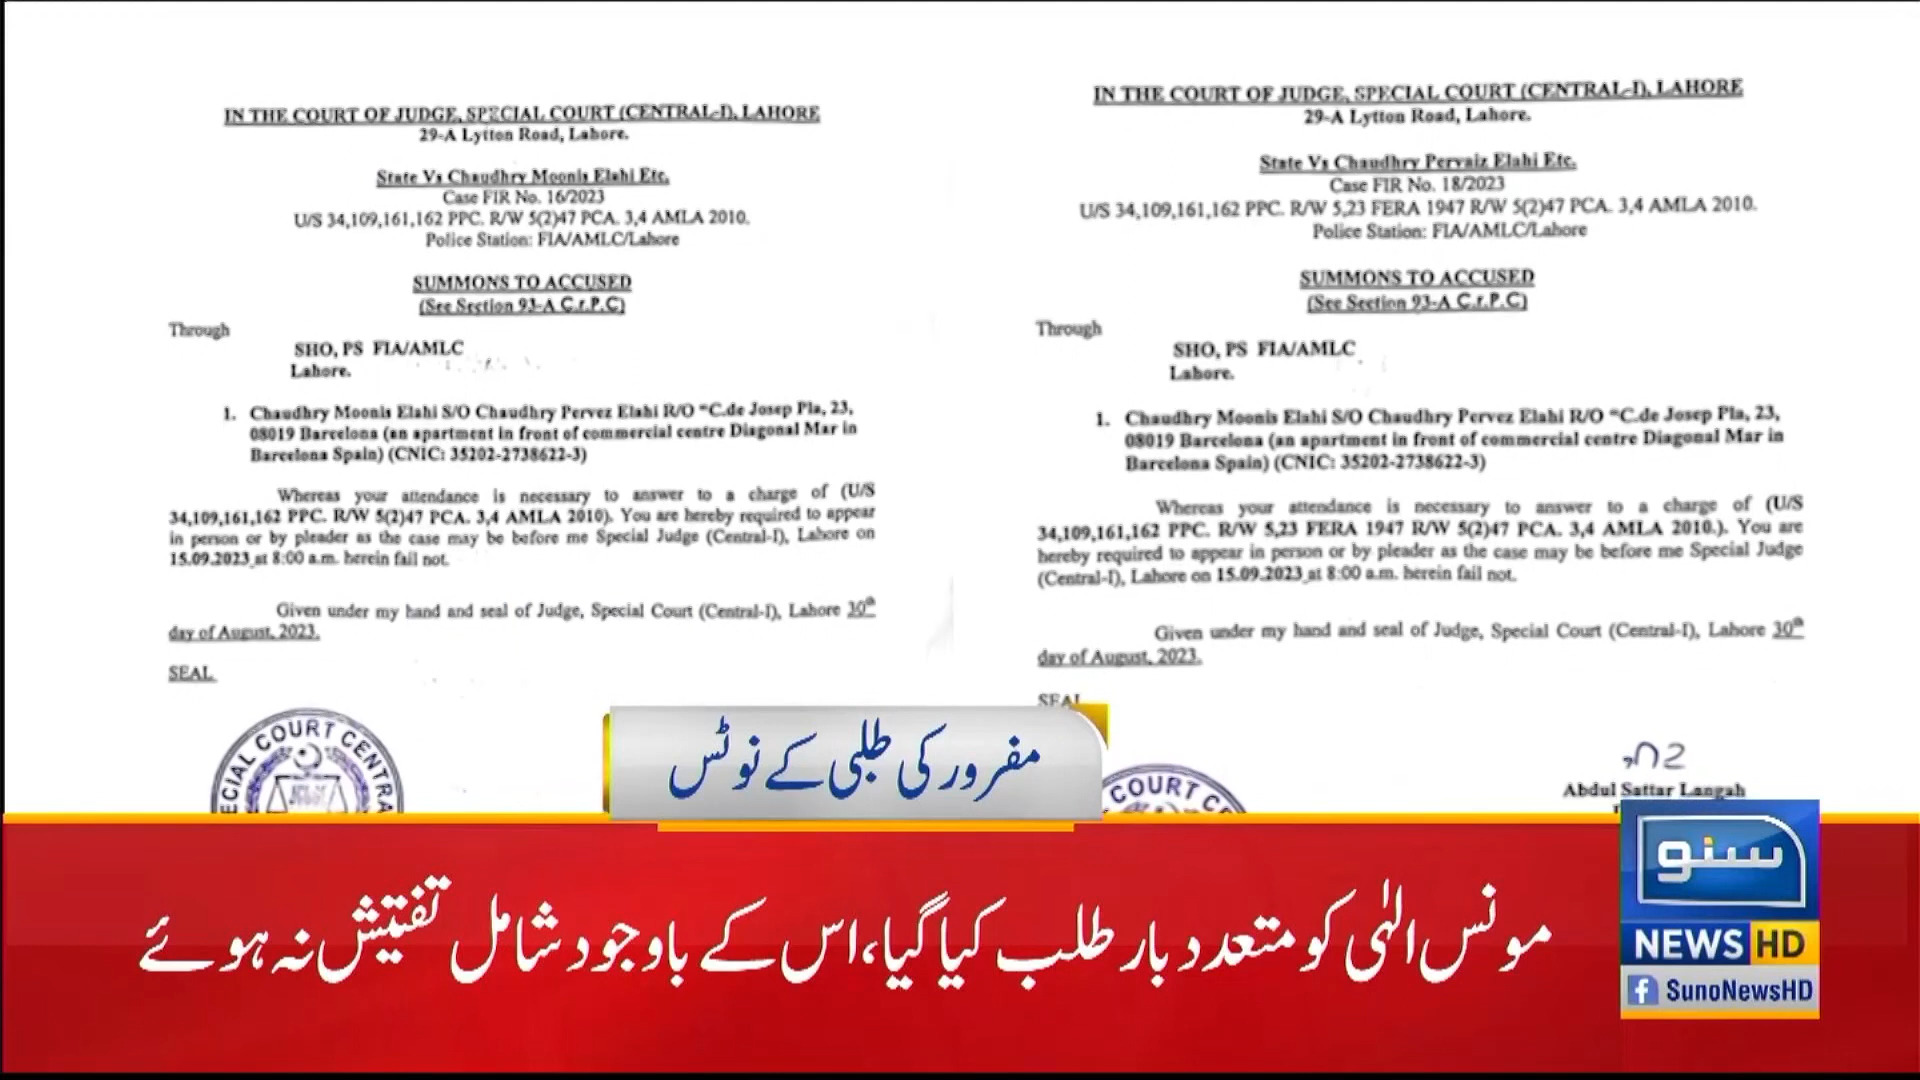 IN THE COURT OF JUDGE, SPECIAL COURT (CENTRAL-I), LAHORE
29-A Lytton Road, Lahore.
State Vs Chaudhry Moonis Elahi Etc.
Case FIR No. 16/2023
U/S 34,109,161,162 PPC. R/W 5(2)47 PCA. 3,4 AMLA 2010.
Police Station: FIA/AMLC/Lahore
SUMMONS TO ACCUSED
(See Section 93-A C.r.P.C)
Through
SHO, PS FIA/AMLC
Lahore.
1. Chaudhry Moonis Elahi S/O Chaudhry Pervez Elahi R/O "C.de Josep Pla, 23,
08019 Barcelona (an apartment in front of commercial centre Diagonal Mar in
Barcelona Spain) (CNIC: 35202-2738622-3)
Whereas your attendance is necessary to answer to a charge of (U/S
34,109,161,162 PPC. R/W 5(2)47 PCA. 3,4 AMLA 2010). You are hereby required to appear
in person or by pleader as the case may be before me Special Judge (Central-I), Lahore on
15.09.2023 at 8:00 a.m. herein fail not.
Given under my hand and seal of Judge, Special Court (Central-I), Lahore 30th
day of August, 2023.
SEAL
ECIAL COURT CENTRA
IN THE COURT OF JUDGE, SPECIAL COURT (CENTRAL-I), LAHORE
29-A Lytton Road, Lahore.
State Vs Chaudhry Pervaiz Elahi Etc.
Case FIR No. 18/2023
U/S 34,109,161,162 PPC. R/W 5,23 FERA 1947 R/W 5(2)47 PCA. 3,4 AMLA 2010.
Police Station: FIA/AMLC/Lahore
SUMMONS TO ACCUSED
(See Section 93-A C.r.P.C)
Through
SHO, PS FIA/AMLC
Lahore.
1. Chaudhry Moonis Elahi S/O Chaudhry Pervez Elahi R/O "C.de Josep Pla, 23,
08019 Barcelona (an apartment in front of commercial centre Diagonal Mar in
Barcelona Spain) (CNIC: 35202-2738622-3)
Whereas your attendance is necessary to answer to a charge of (U/S
34,109,161,162 PPC. R/W 5,23 FERA 1947 R/W 5(2)47 PCA. 3,4 AMLA 2010.). You are
hereby required to appear in person or by pleader as the case may be before me Special Judge
(Central-I), Lahore on 15.09.2023 at 8:00 a.m. herein fail not.
Given under my hand and seal of Judge, Special Court (Central-I), Lahore 30th
day of August, 2023.
SEAL
COURT C
Abdul Sattar Langah
مفرور کی طلبی کے نوٹس
مونس الٰہی کو متعدد بار طلب کیا گیا، اس کے باوجود شامل تفتیش نہ ہوئے
سنو
NEWS HD
SunoNewsHD